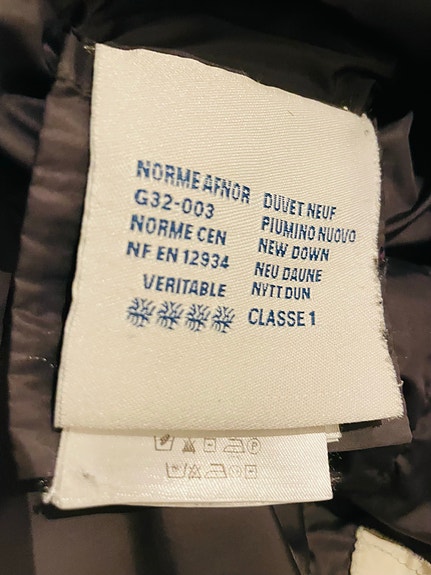 NORME AFNOR
G32-003
NORME CEN
NF EN 12934
VERITABLE
DUVET NEUF
PIUMINO NUOVO
NEW DOWN
NEU DAUNE
NYTT DUN
CLASSE 1